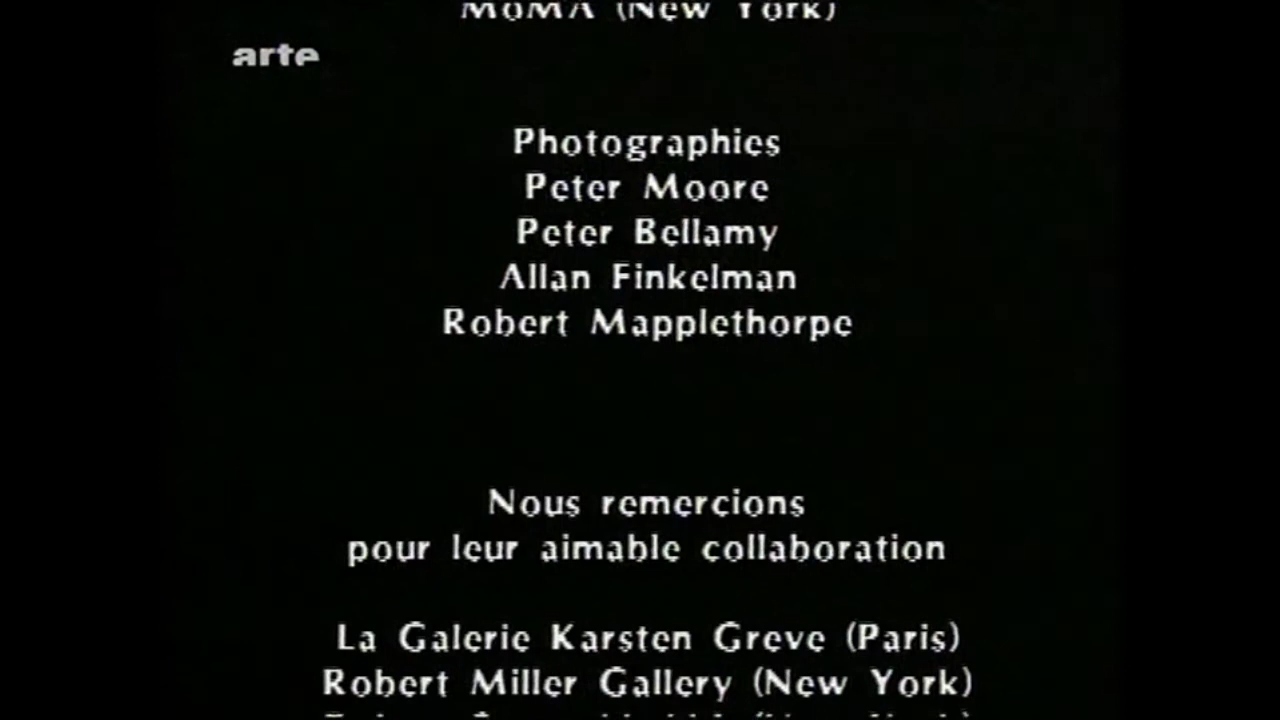 MoMA (New York)
arte
Photographies
Peter Moore
Peter Bellamy
Allan Finkelman
Robert Mapplethorpe
Nous remercions
pour leur aimable collaboration
La Galerie Karsten Greve (Paris)
Robert Miller Gallery (New York)